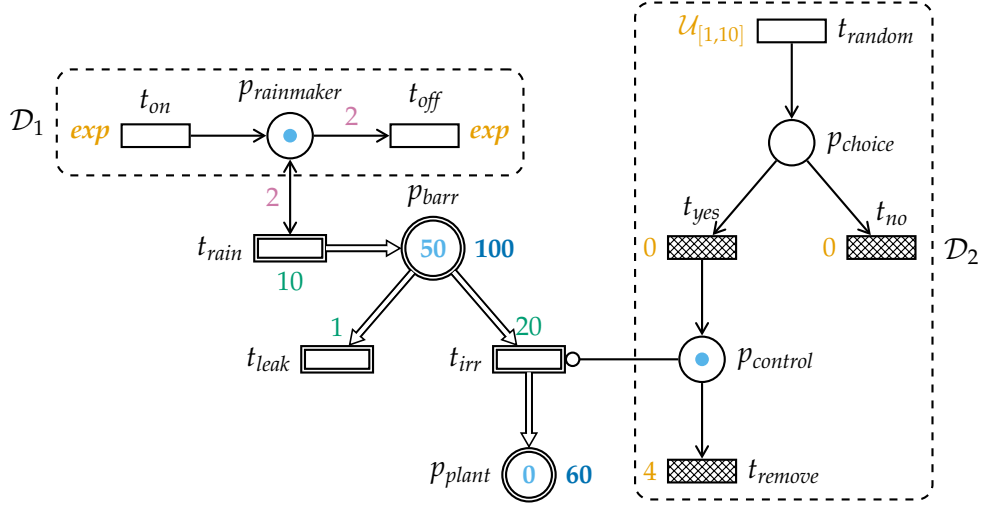 U[1,10]
t_random
D₁
exp
t_on
p_rainmaker
2
t_off
exp
p_choice
2
p_barr
t_yes
t_no
t_rain
10
50
100
0
0
D₂
1
20
t_leak
t_irr
p_control
p_plant
0
60
4
t_remove